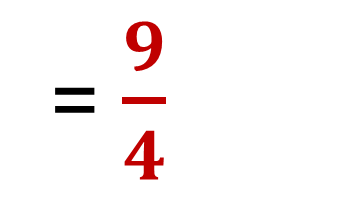 = 9/4